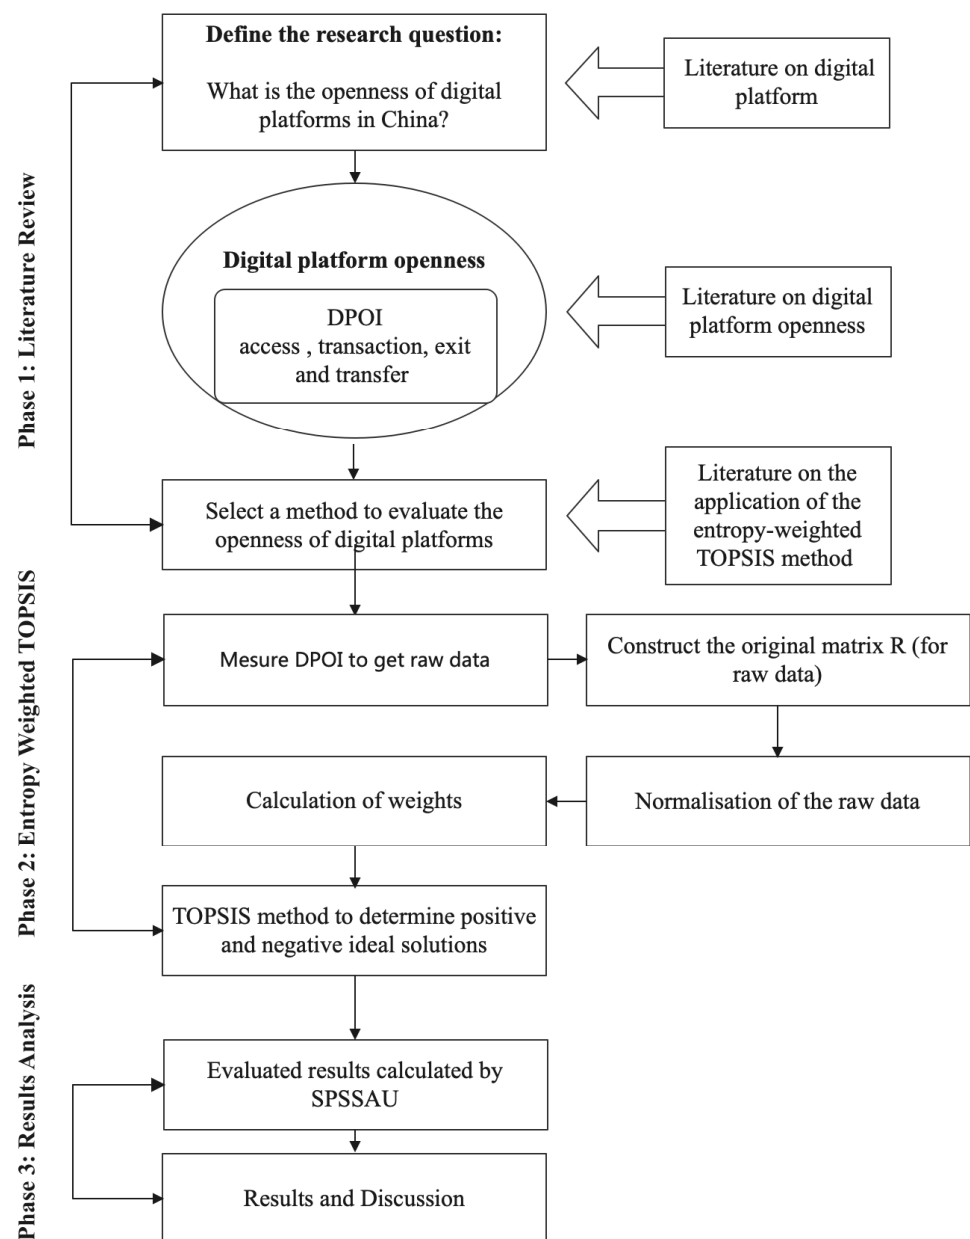 Define the research question:
What is the openness of digital
platforms in China?
Literature on digital
platform
Phase 1: Literature Review
Digital platform openness
DPOI
access , transaction, exit
and transfer
Literature on digital
platform openness
Select a method to evaluate the
openness of digital platforms
Literature on the
application of the
entropy-weighted
TOPSIS method
Phase 2: Entropy Weighted TOPSIS
Mesure DPOI to get raw data
Construct the original matrix R (for
raw data)
Normalisation of the raw data
Calculation of weights
TOPSIS method to determine positive
and negative ideal solutions
Phase 3: Results Analysis
Evaluated results calculated by
SPSSAU
Results and Discussion